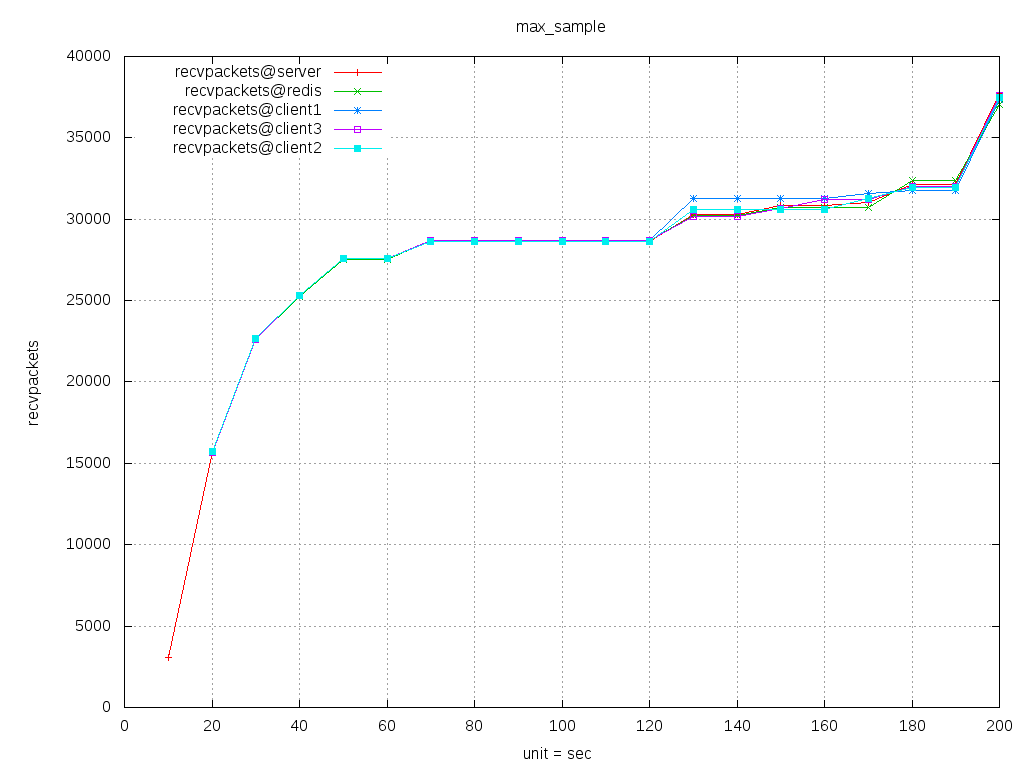 max_sample
40000
35000
30000
25000
20000
15000
10000
5000
0
recvpackets
recvpackets@server
recvpackets@redis
recvpackets@client1
recvpackets@client3
recvpackets@client2
0 20 40 60 80 100 120 140 160 180 200
unit = sec